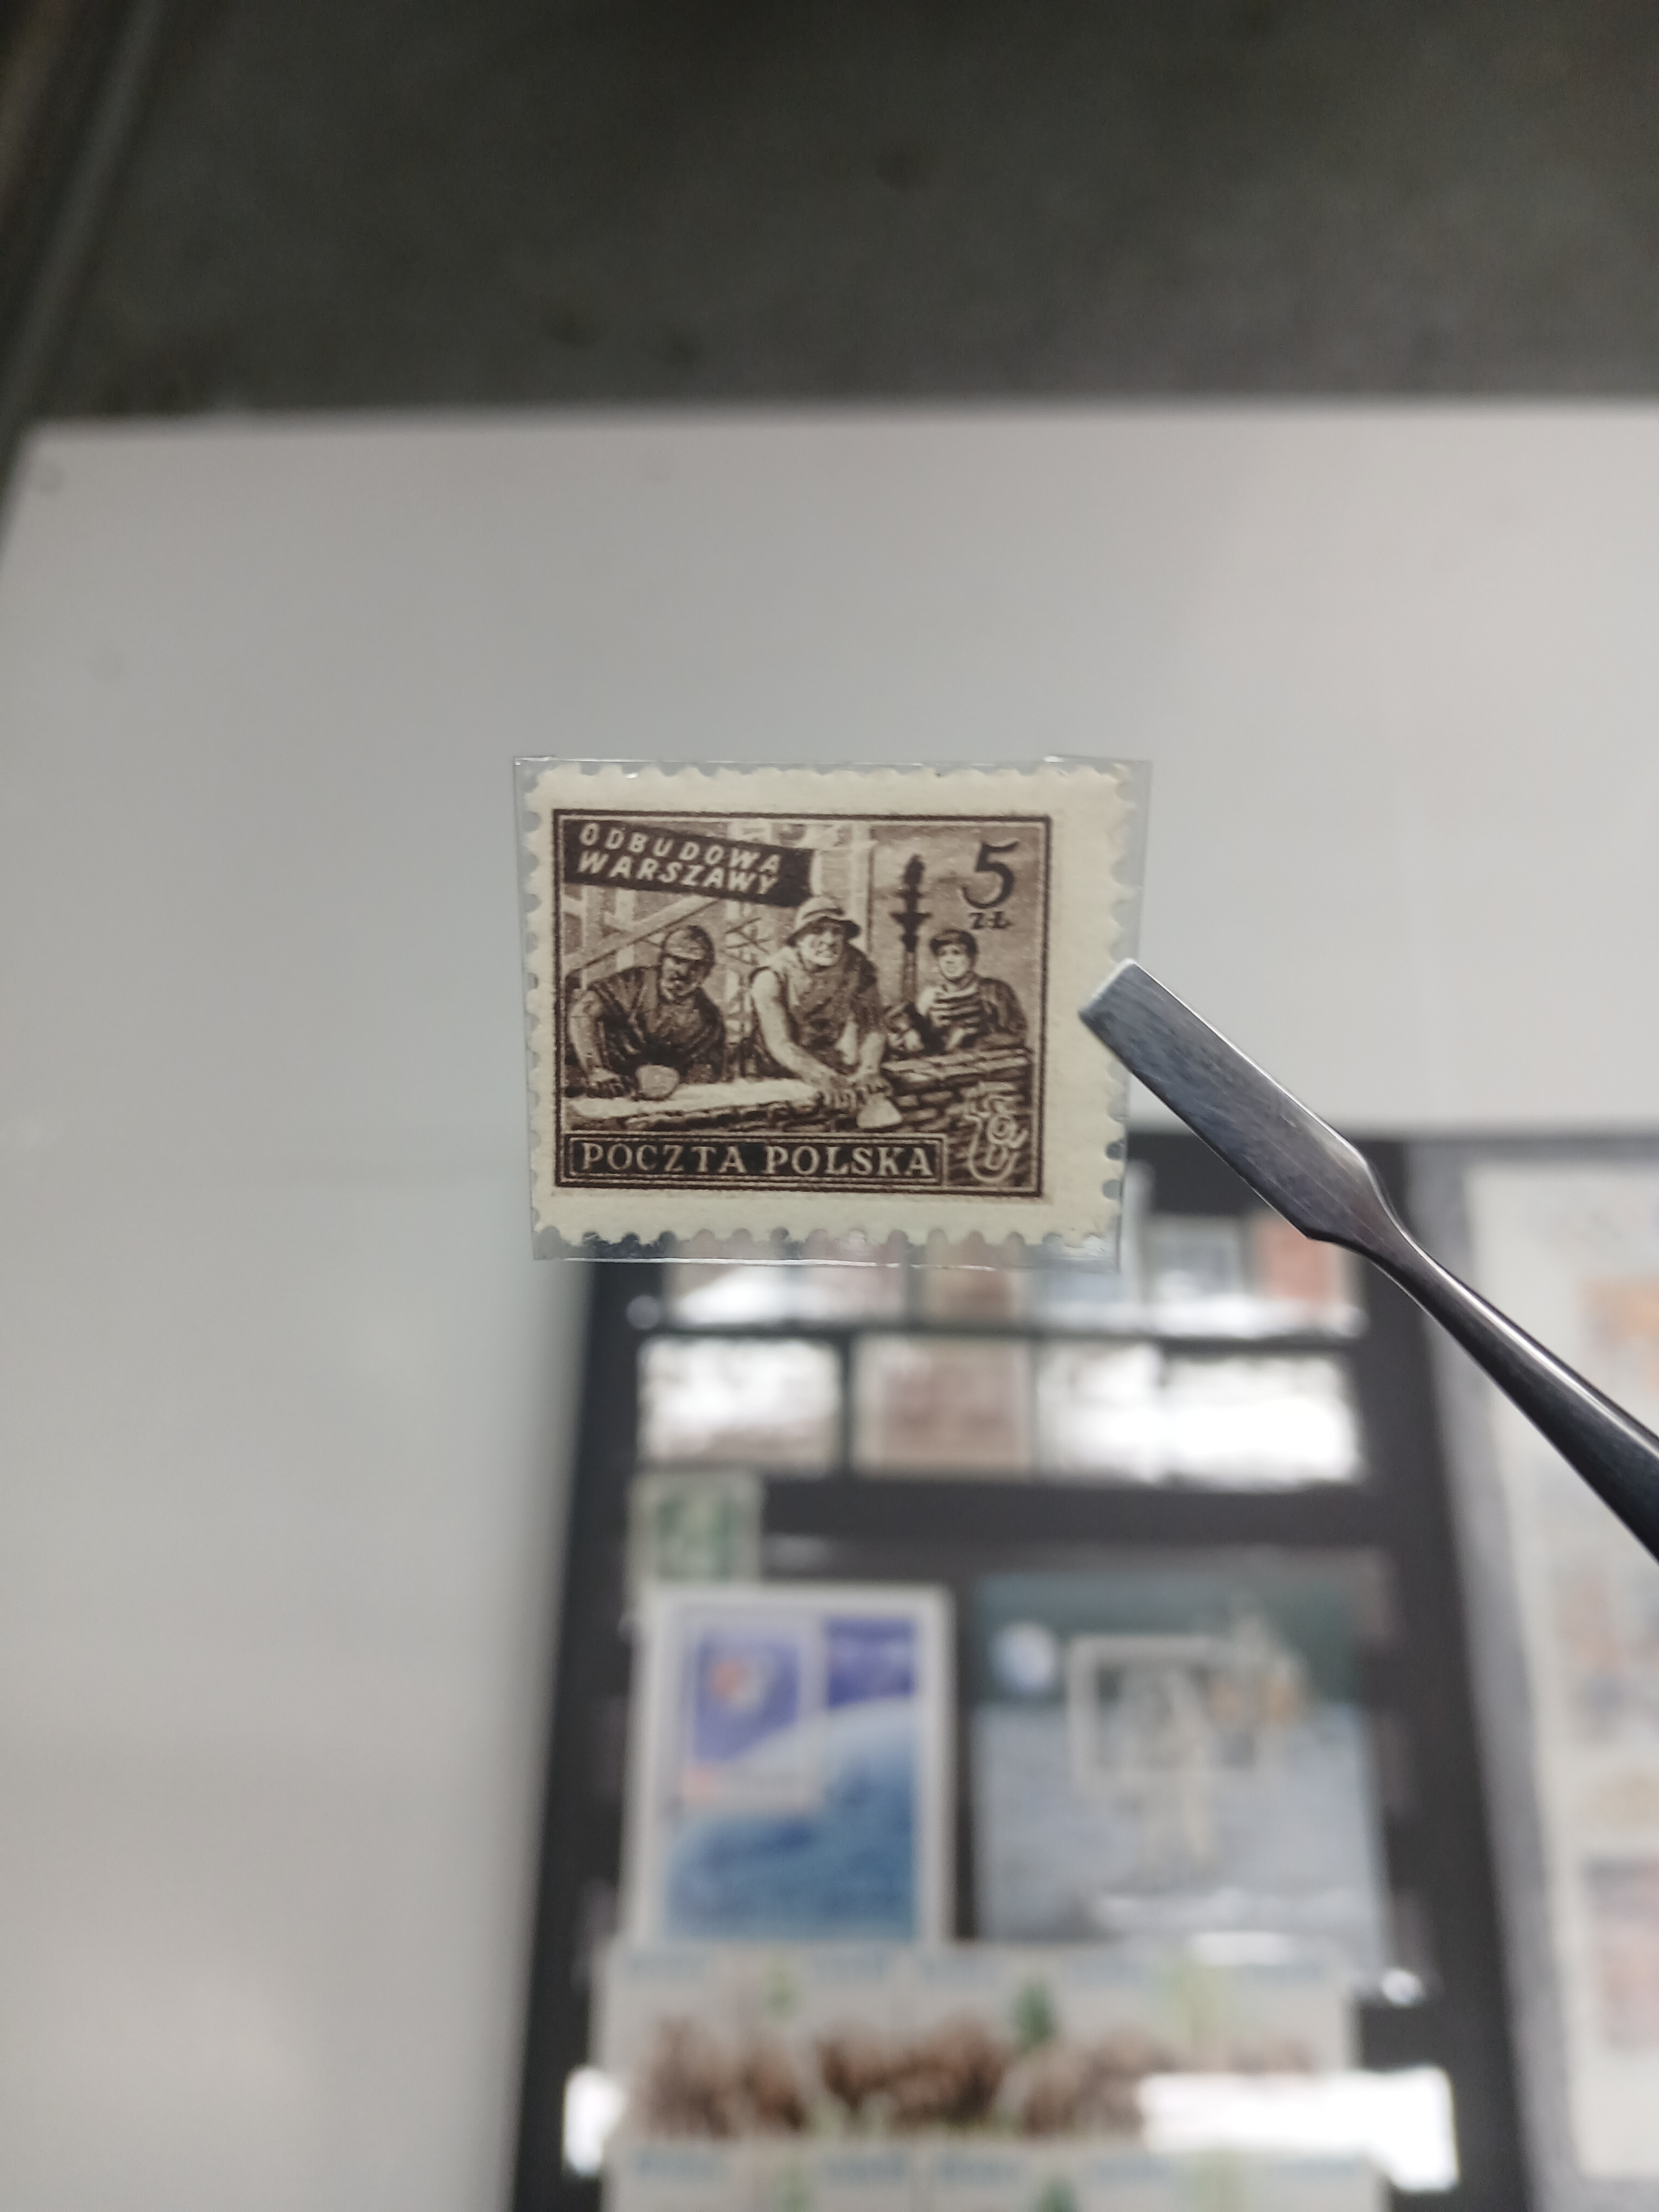 ODBUDOWA
WARSZAWY
5
ZŁ
POCZTA POLSKA